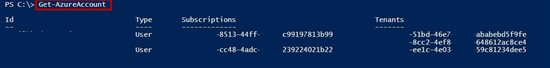 PS C:\> Get-AzureAccount
Id Type Subscriptions Tenants
-- ---- ------------- -------
User -8513-44ff- c99197813b99 -51bd-46e7 ababebd5f9fe
-8cc2-4ef8 648612ac8ce4
User -cc48-4adc- 239224021b22 -ee1c-4e03 59c81234dee5